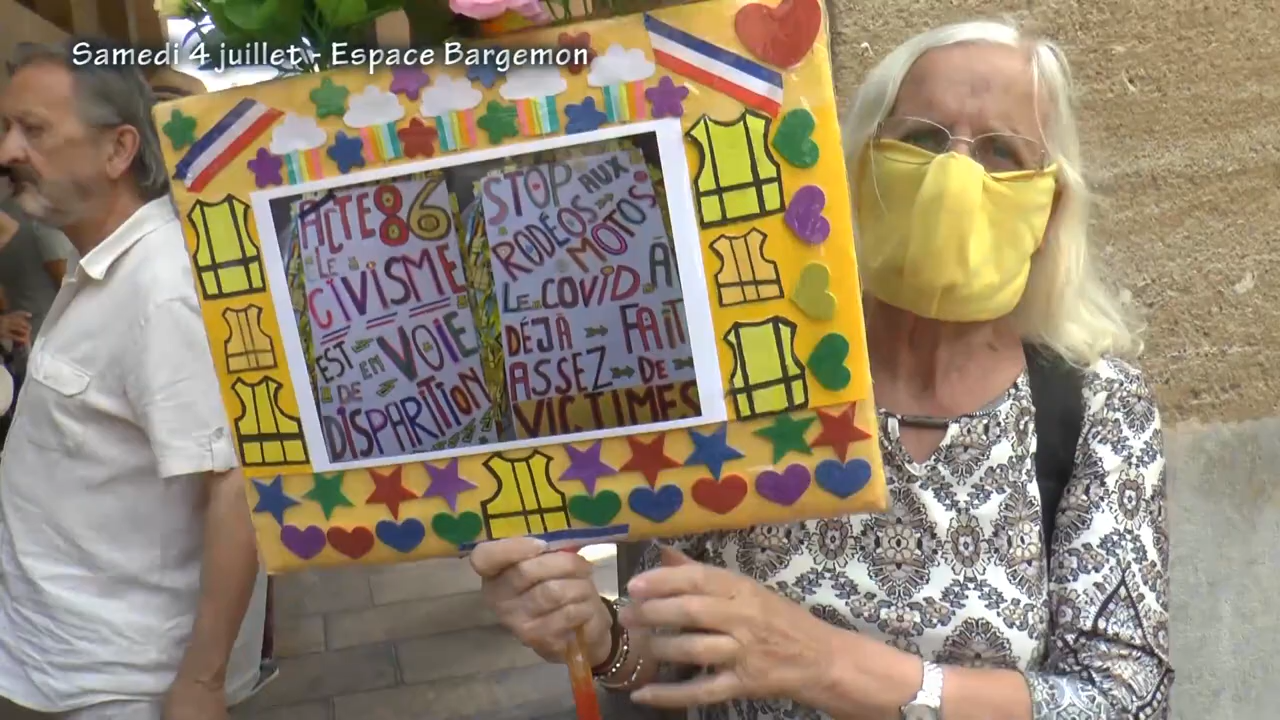 Samedi 4 juillet - Espace Bargemon
ACTE 86
LE
CIVISME
EST EN VOIE
DE
DISPARITION
STOP AUX
RODÉOS
MOTOS
LE COVID A
DÉJÀ FAIT
ASSEZ DE
VICTIMES